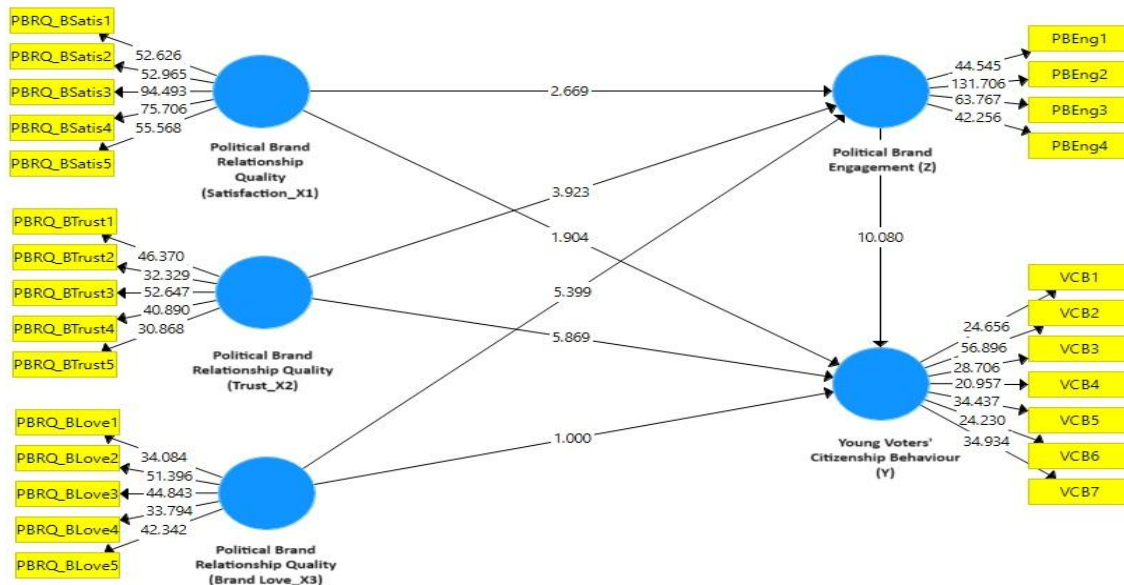 PBRQ_BSatis1
PBRQ_BSatis2
PBRQ_BSatis3
PBRQ_BSatis4
PBRQ_BSatis5
52.626
52.965
94.493
75.706
55.568
Political Brand
Relationship
Quality
(Satisfaction_X1)
2.669
3.923
1.904
5.399
5.869
1.000
10.080
44.545
131.706
63.767
42.256
PBEng1
PBEng2
PBEng3
PBEng4
Political Brand
Engagement (Z)
PBRQ_BTrust1
PBRQ_BTrust2
PBRQ_BTrust3
PBRQ_BTrust4
PBRQ_BTrust5
46.370
32.329
52.647
40.890
30.868
Political Brand
Relationship Quality
(Trust_X2)
24.656
56.896
28.706
20.957
34.437
24.230
34.934
VCB1
VCB2
VCB3
VCB4
VCB5
VCB6
VCB7
Young Voters'
Citizenship Behaviour
(Y)
PBRQ_BLove1
PBRQ_BLove2
PBRQ_BLove3
PBRQ_BLove4
PBRQ_BLove5
34.084
51.396
44.843
33.794
42.342
Political Brand
Relationship Quality
(Brand Love_X3)